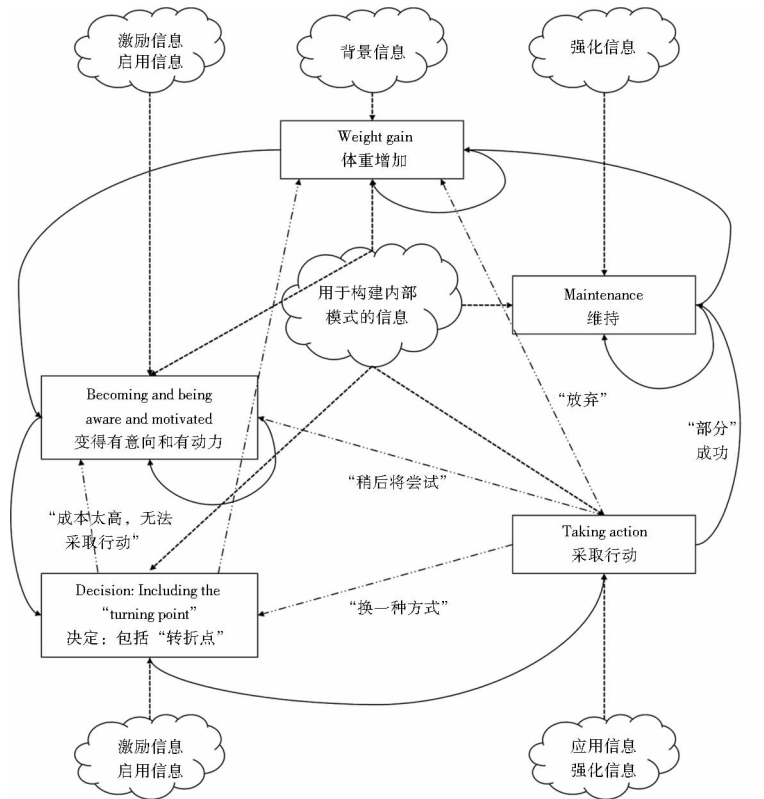 激励信息
启用信息
背景信息
强化信息
Weight gain
体重增加
用于构建内部
模式的信息
Maintenance
维持
Becoming and being
aware and motivated
变得有意向和有动力
“放弃”
“部分”
成功
“稍后将尝试”
“成本太高，无法
采取行动”
Taking action
采取行动
Decision: Including the
“turning point”
决定：包括“转折点”
“换一种方式”
激励信息
启用信息
应用信息
强化信息